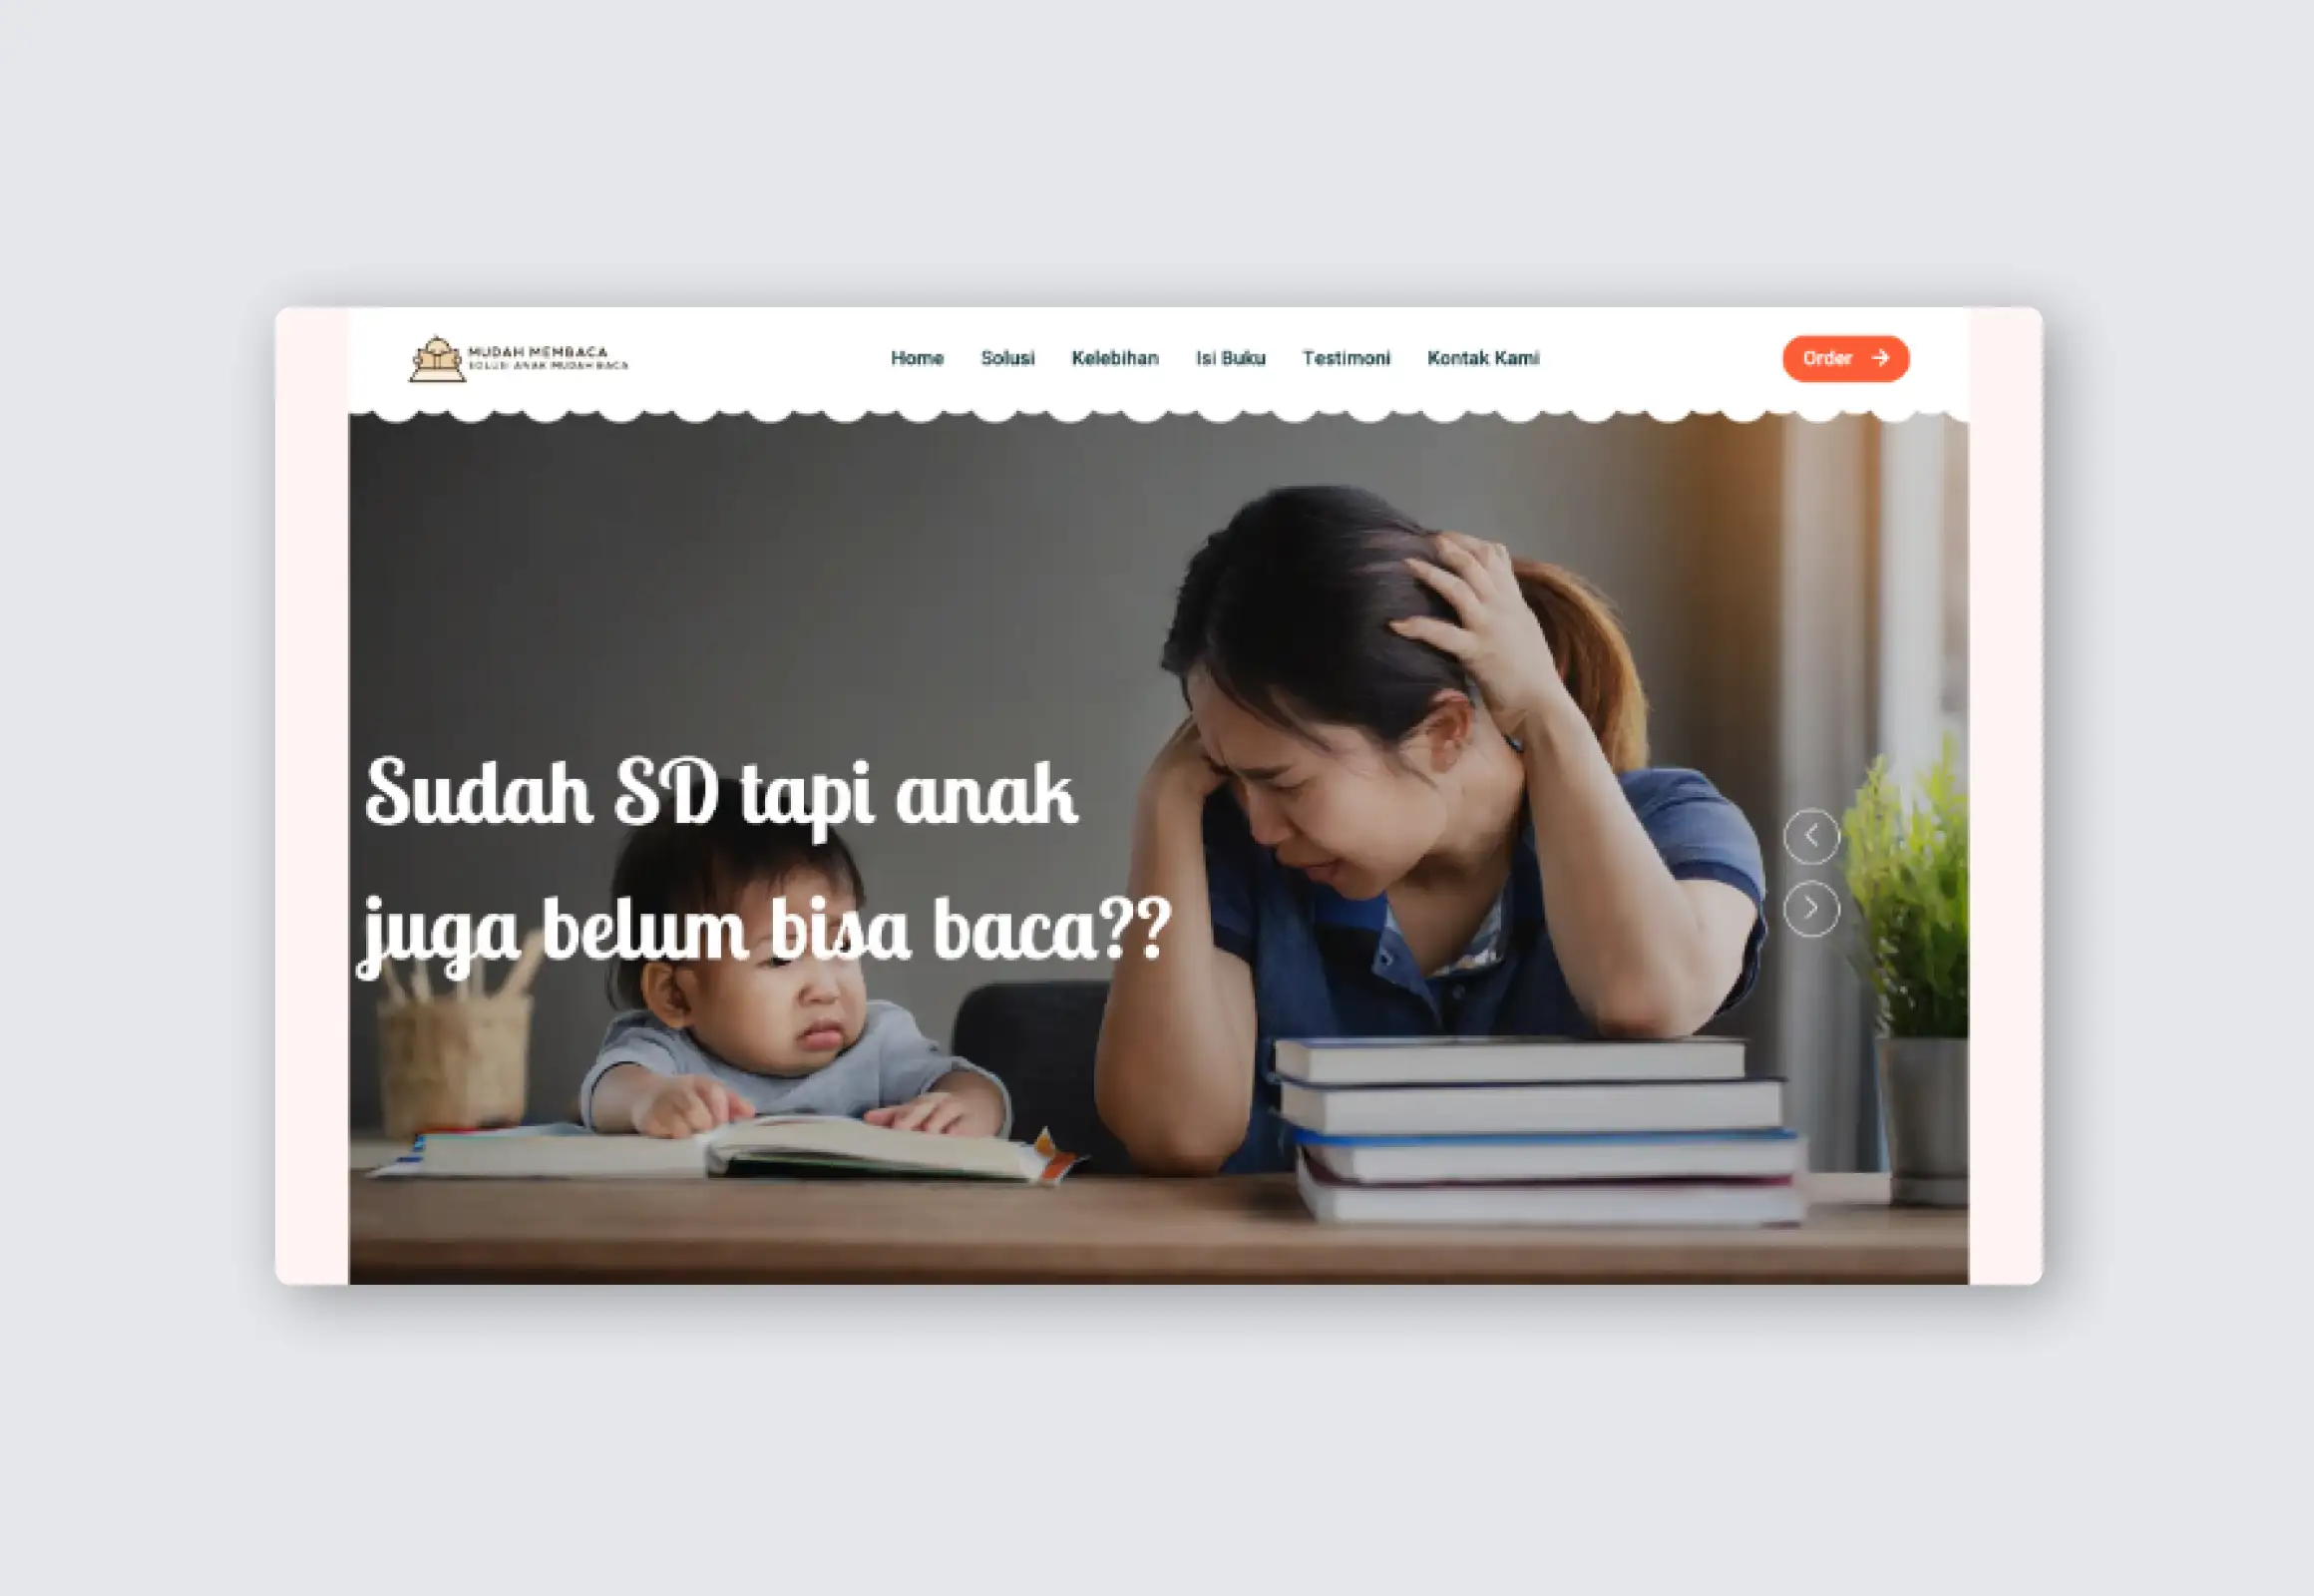 MUDAH MEMBACA
SOLUSI ANAK MUDAH BACA
Home Solusi Kelebihan Isi Buku Testimoni Kontak Kami
Order
Sudah SD tapi anak
juga belum bisa baca??